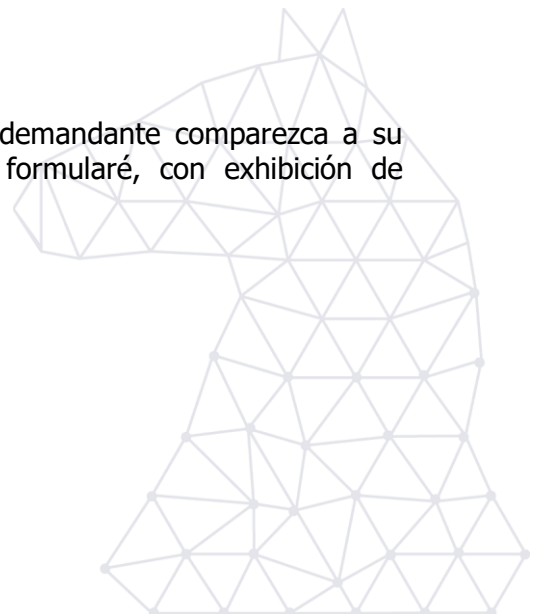 demandante comparezca a su
formularé, con exhibición de